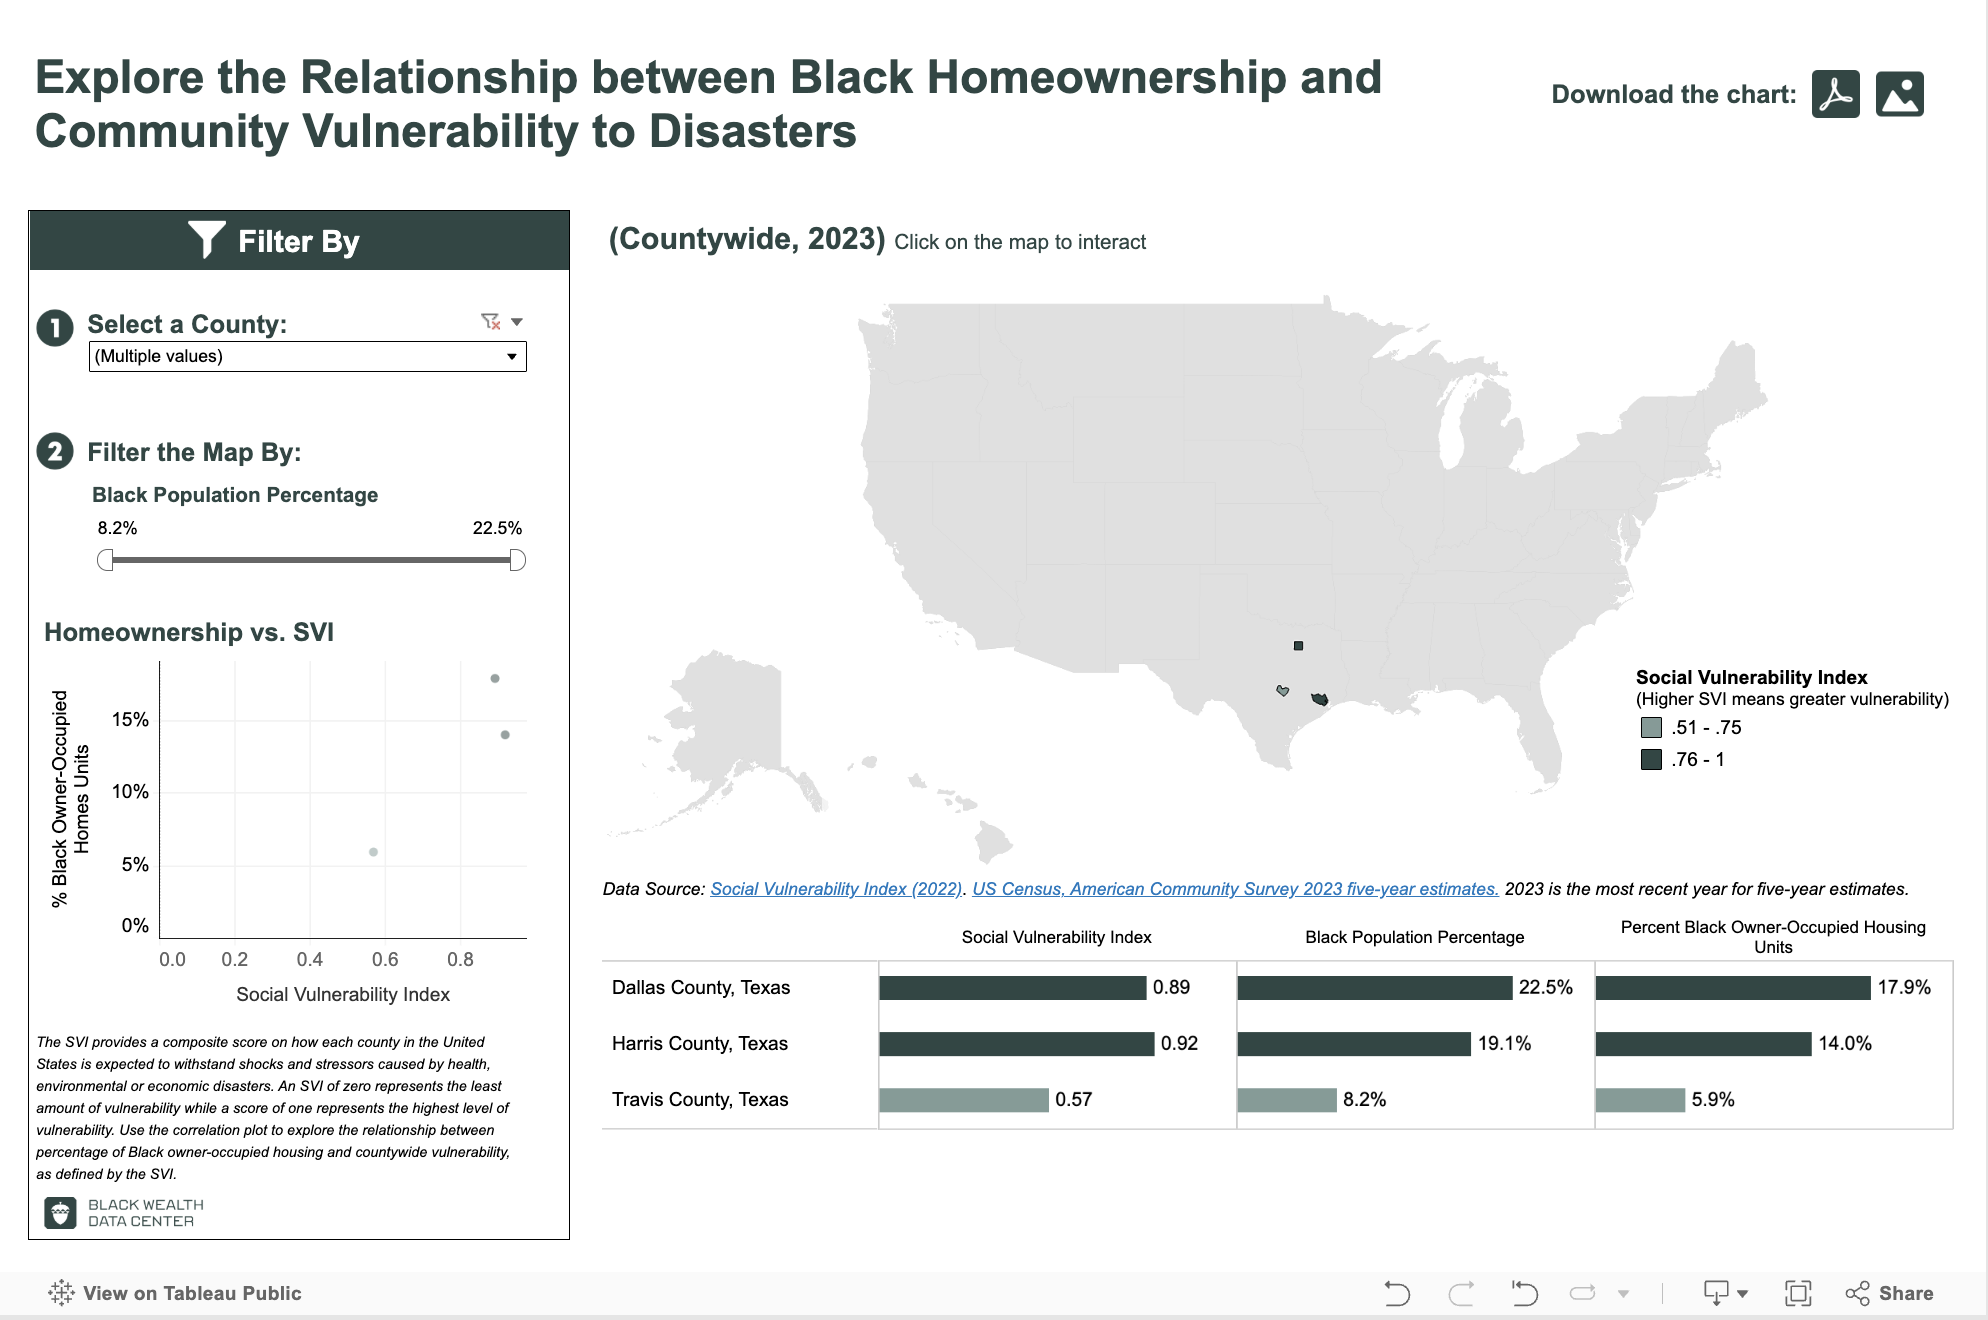 Explore the Relationship between Black Homeownership and
Community Vulnerability to Disasters
Download the chart:
Filter By
1 Select a County:
(Multiple values)
2 Filter the Map By:
Black Population Percentage
8.2% 22.5%
Homeownership vs. SVI
% Black Owner-Occupied
Homes Units
15%
10%
5%
0%
0.0 0.2 0.4 0.6 0.8
Social Vulnerability Index
The SVI provides a composite score on how each county in the United
States is expected to withstand shocks and stressors caused by health,
environmental or economic disasters. An SVI of zero represents the least
amount of vulnerability while a score of one represents the highest level of
vulnerability. Use the correlation plot to explore the relationship between
percentage of Black owner-occupied housing and countywide vulnerability,
as defined by the SVI.
BLACK WEALTH
DATA CENTER
(Countywide, 2023) Click on the map to interact
Social Vulnerability Index
(Higher SVI means greater vulnerability)
.51 - .75
.76 - 1
Data Source: Social Vulnerability Index (2022). US Census, American Community Survey 2023 five-year estimates. 2023 is the most recent year for five-year estimates.
Social Vulnerability Index Black Population Percentage Percent Black Owner-Occupied Housing
Units
Dallas County, Texas 0.89 22.5% 17.9%
Harris County, Texas 0.92 19.1% 14.0%
Travis County, Texas 0.57 8.2% 5.9%
View on Tableau Public
Share